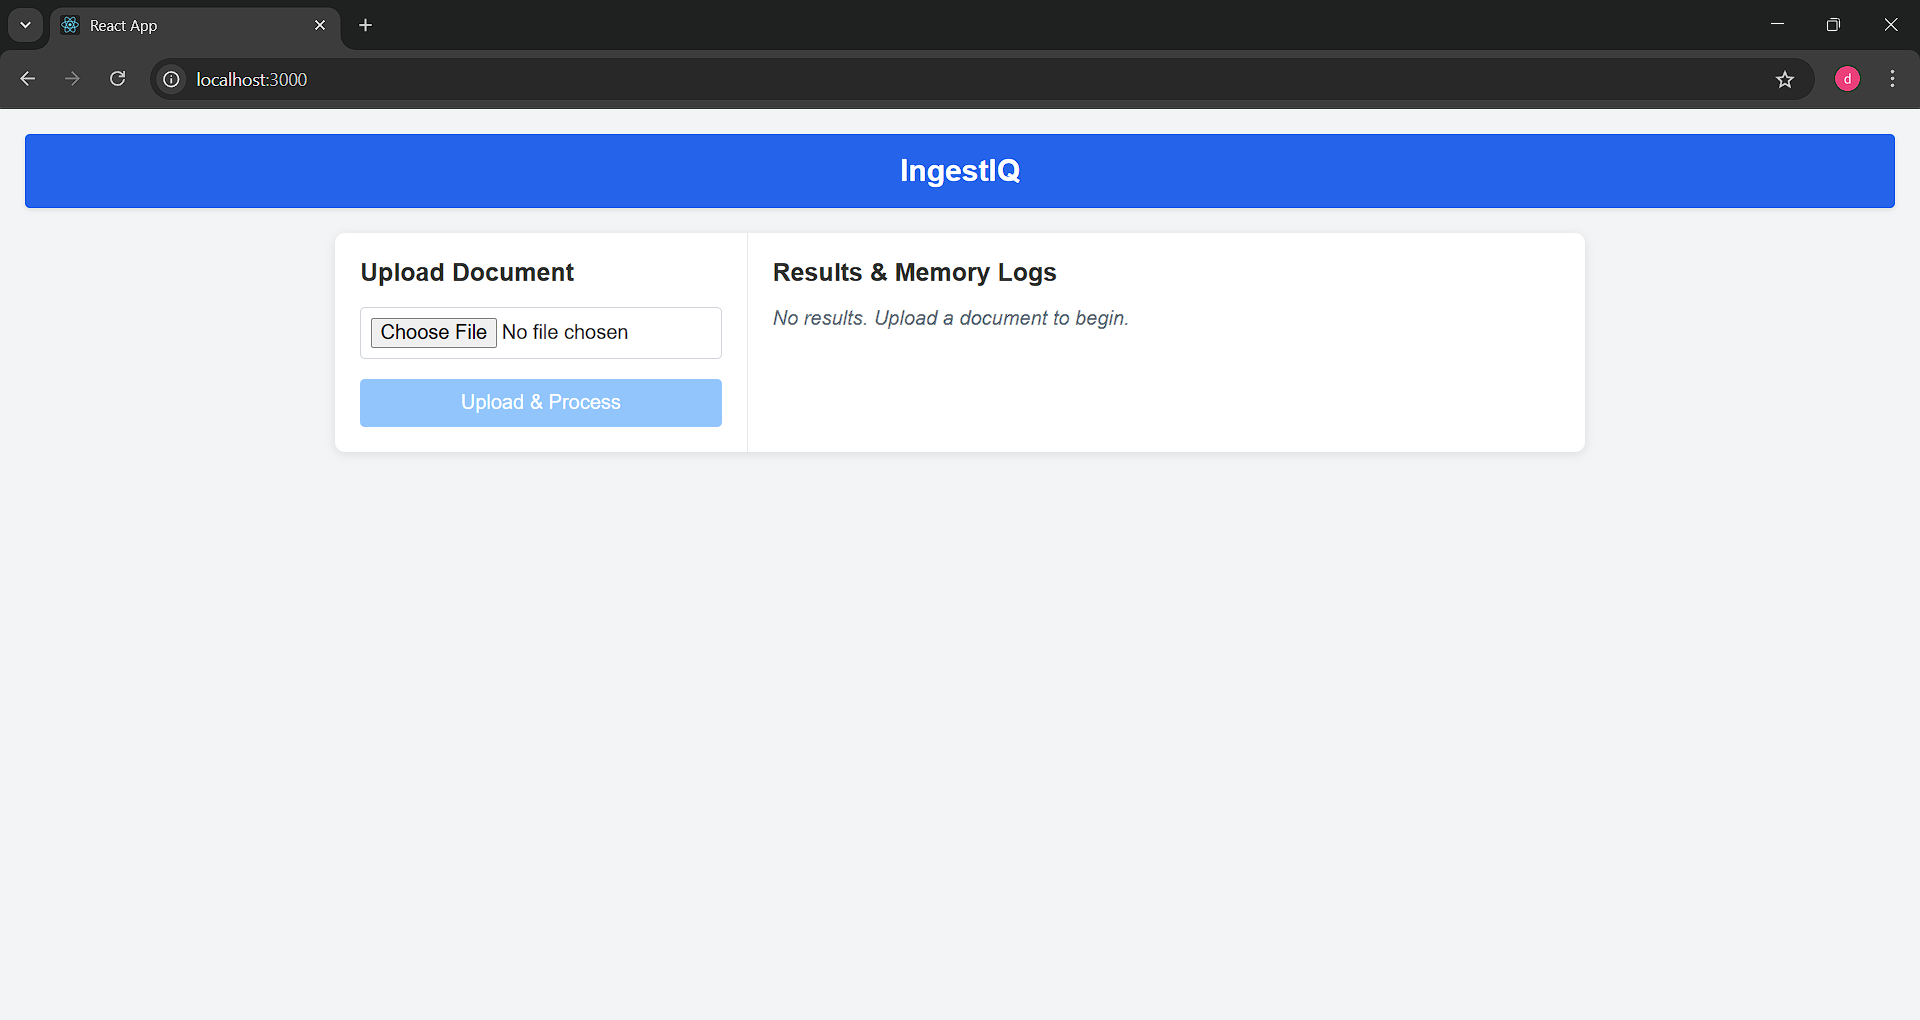 React App
localhost:3000
d
IngestIQ
Upload Document
Choose File No file chosen
Upload & Process
Results & Memory Logs
No results. Upload a document to begin.